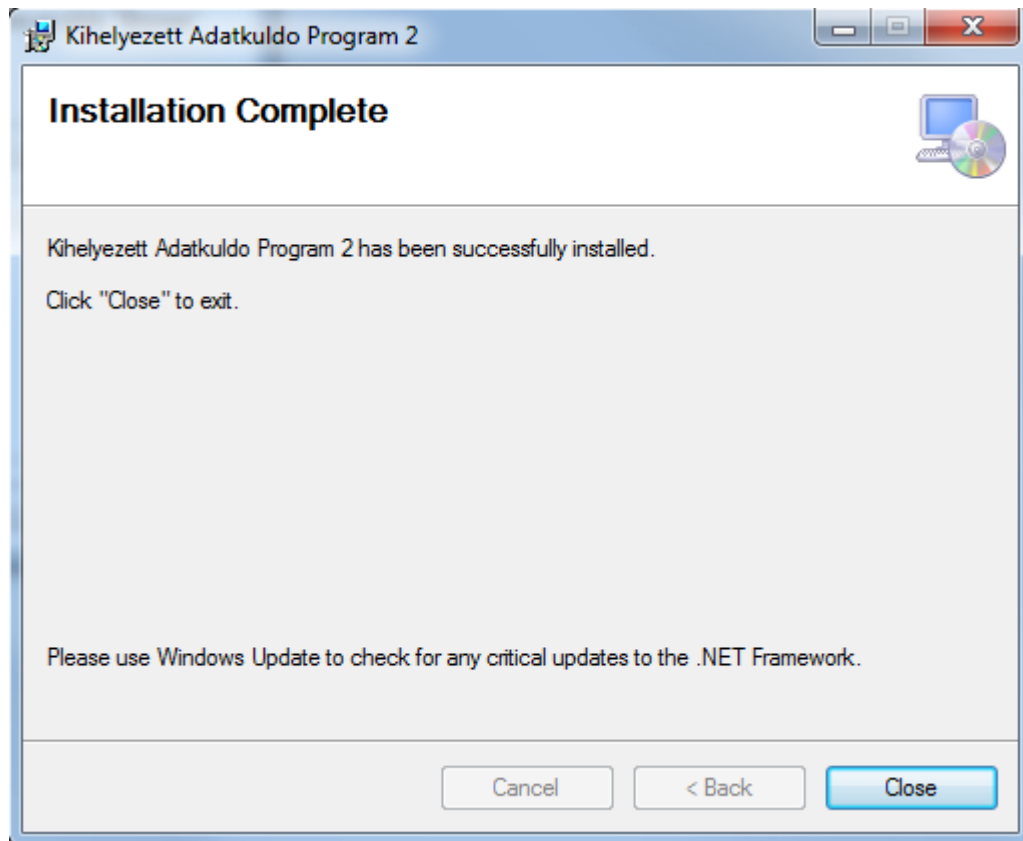 Kihelyezett Adatkuldo Program 2
Installation Complete
Kihelyezett Adatkuldo Program 2 has been successfully installed.
Click "Close" to exit.
Please use Windows Update to check for any critical updates to the .NET Framework.
Cancel
< Back
Close